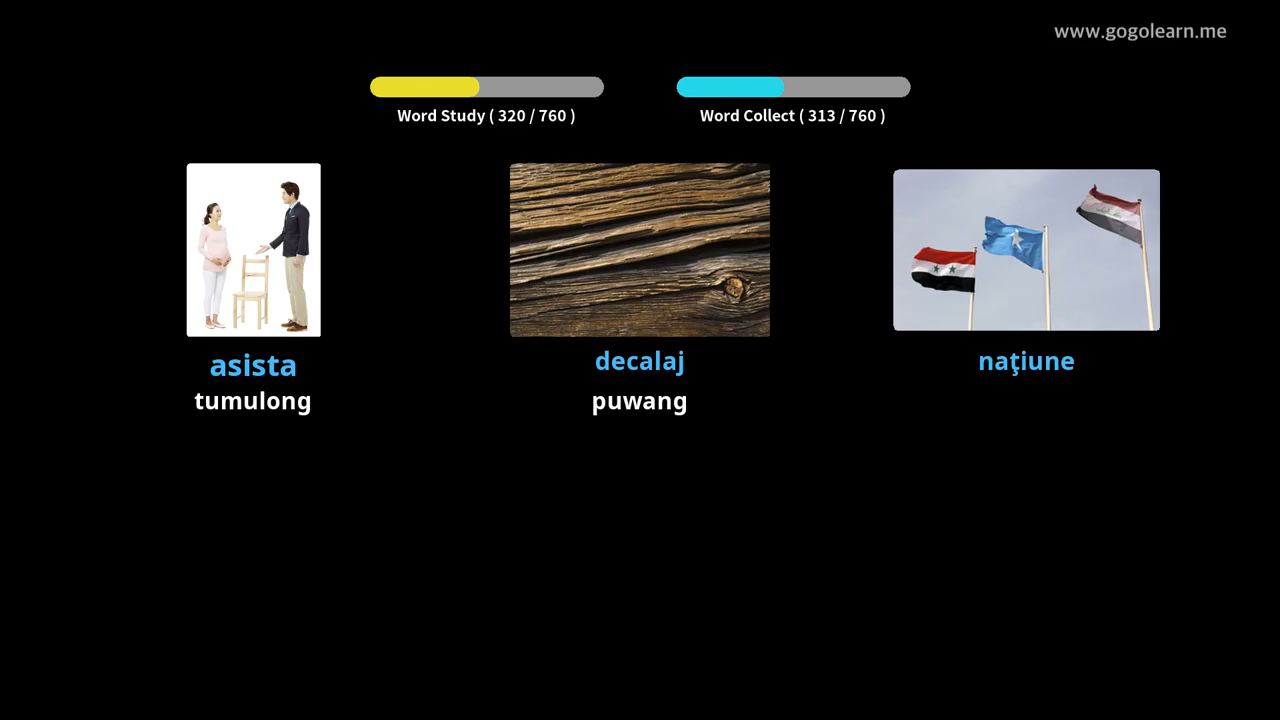 www.gogolearn.me
Word Study ( 320 / 760 )
Word Collect ( 313 / 760 )
asista
tumulong
decalaj
puwang
naţiune